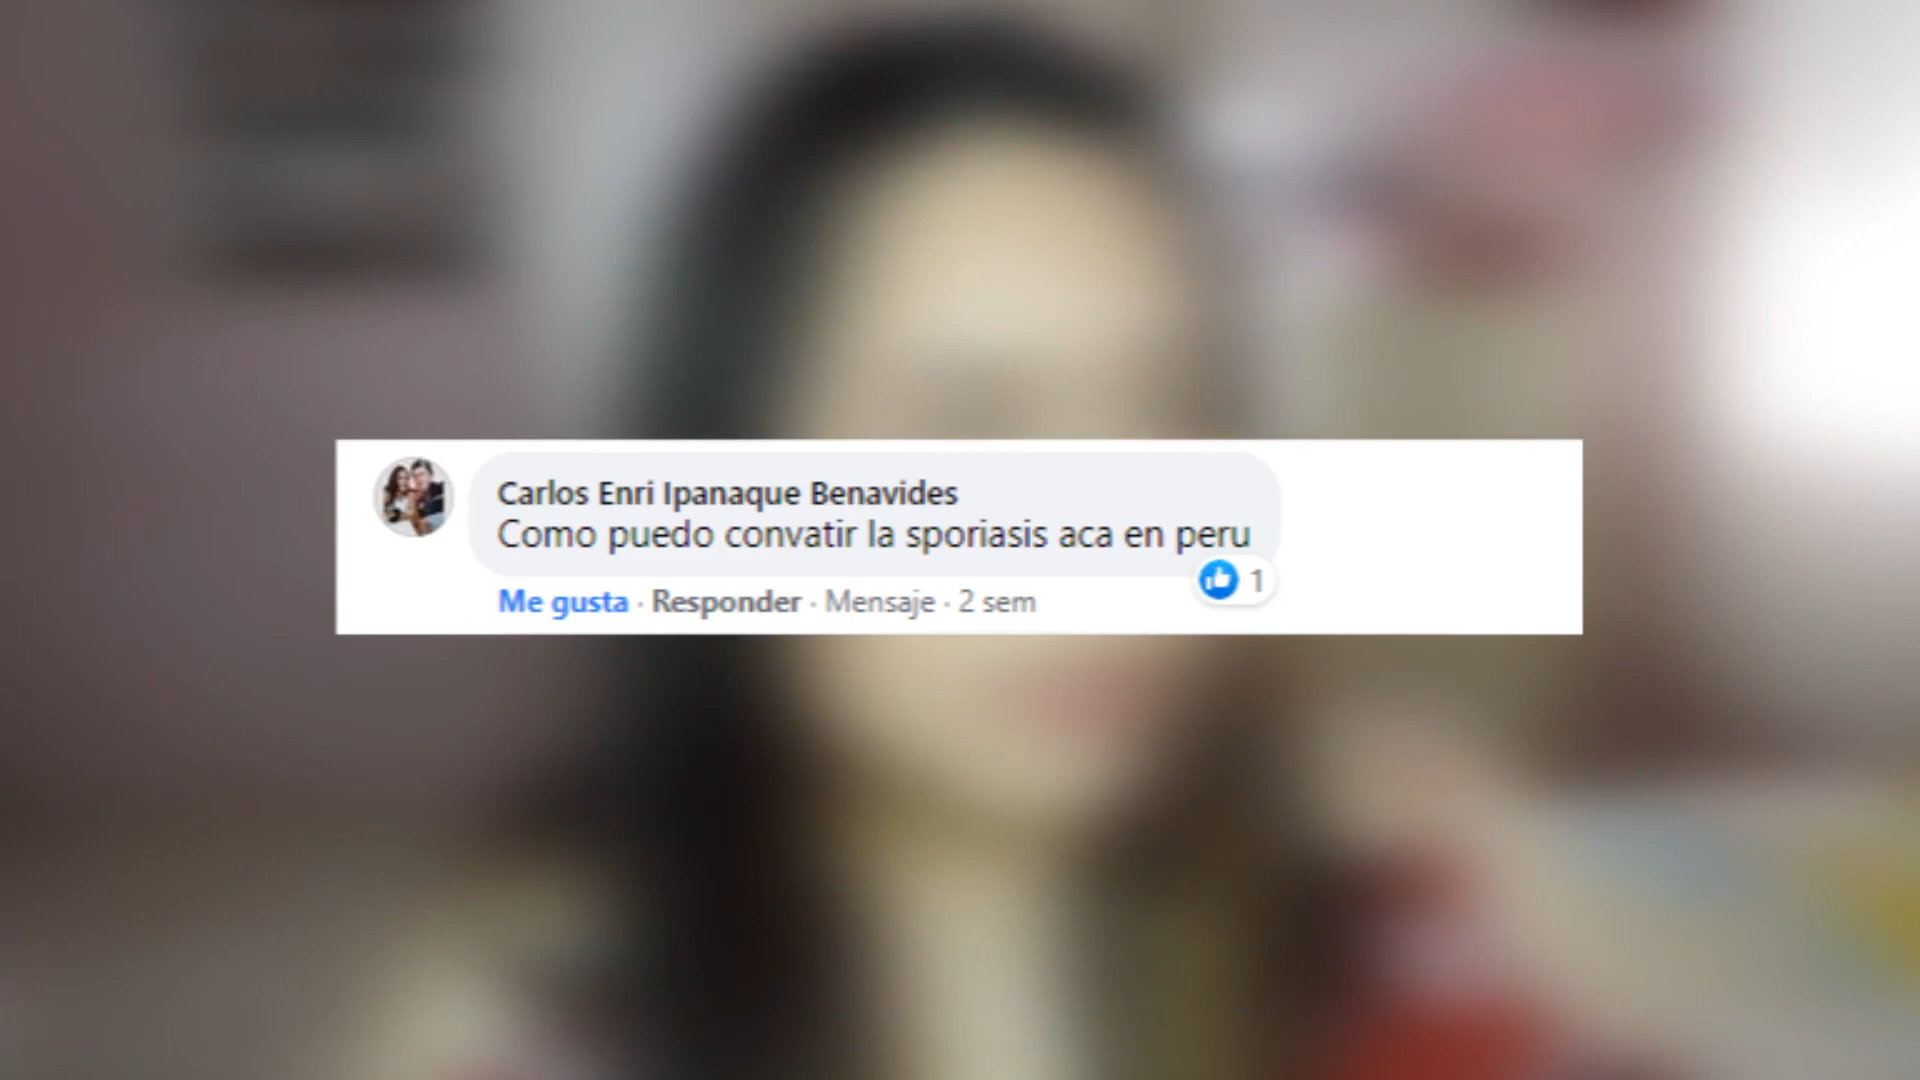 Carlos Enri Ipanaque Benavides
Como puedo convatir la sporiasis aca en peru
1
Me gusta · Responder · Mensaje · 2 sem